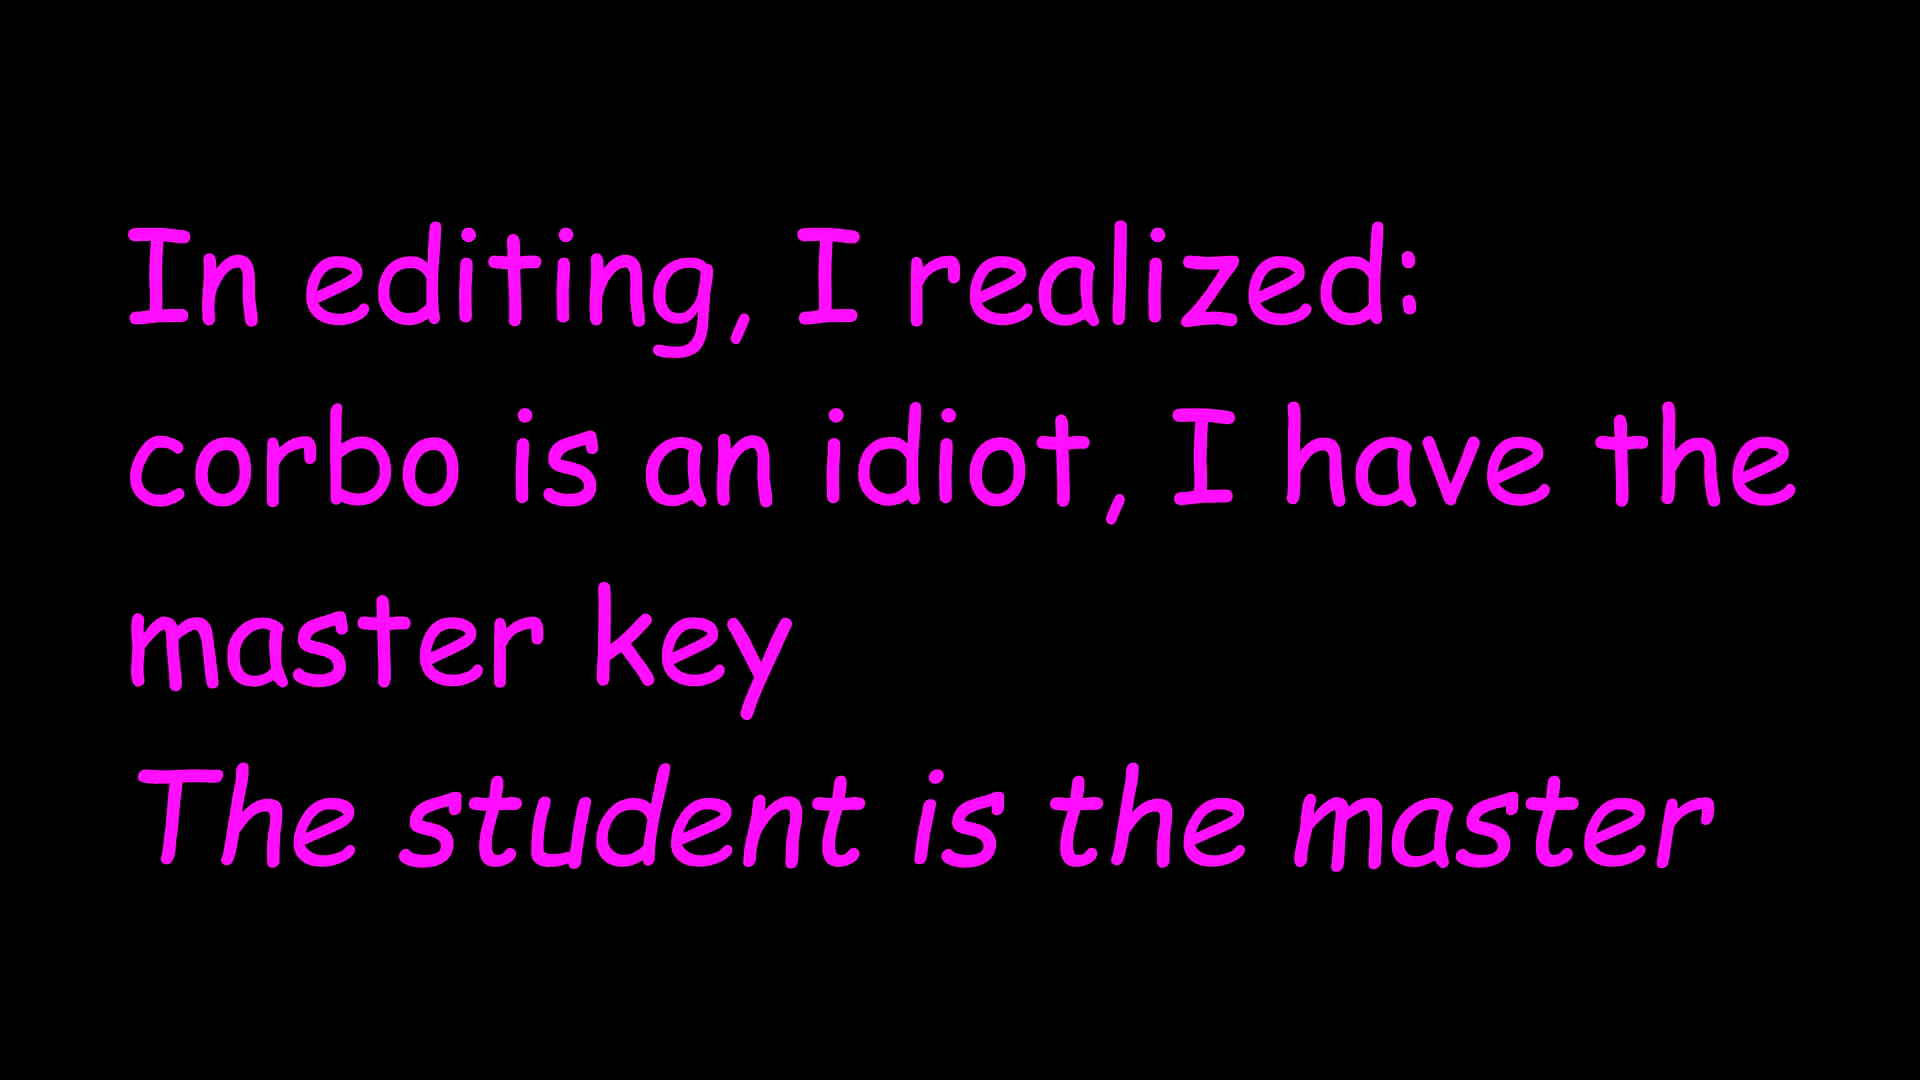 In editing, I realized:
corbo is an idiot, I have the
master key
The student is the master